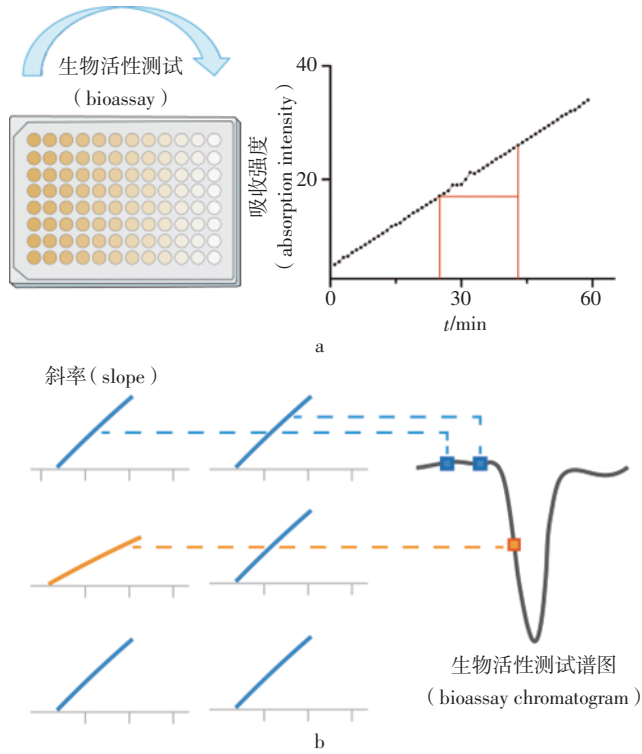 生物活性测试
（bioassay）
吸收强度
（absorption intensity）
40
20
0
30
60
t/min
a
斜率（slope）
生物活性测试谱图
（bioassay chromatogram）
b